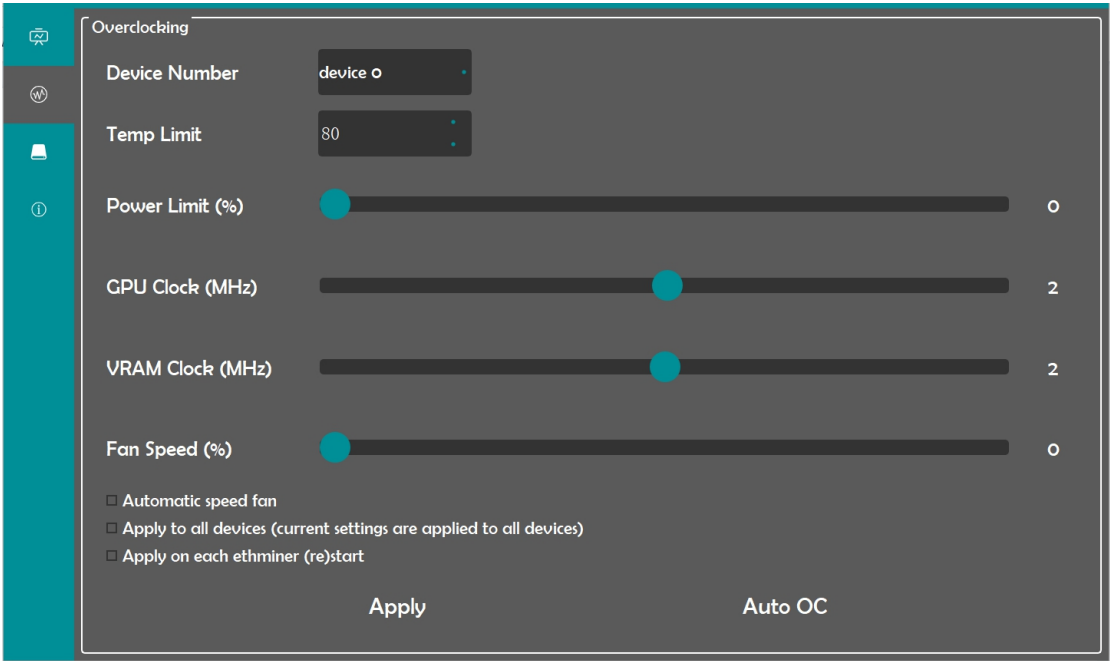 Overclocking
Device Number device 0
Temp Limit 80
Power Limit (%) 0
GPU Clock (MHz) 2
VRAM Clock (MHz) 2
Fan Speed (%) 0
Automatic speed fan
Apply to all devices (current settings are applied to all devices)
Apply on each ethminer (re)start
Apply Auto OC